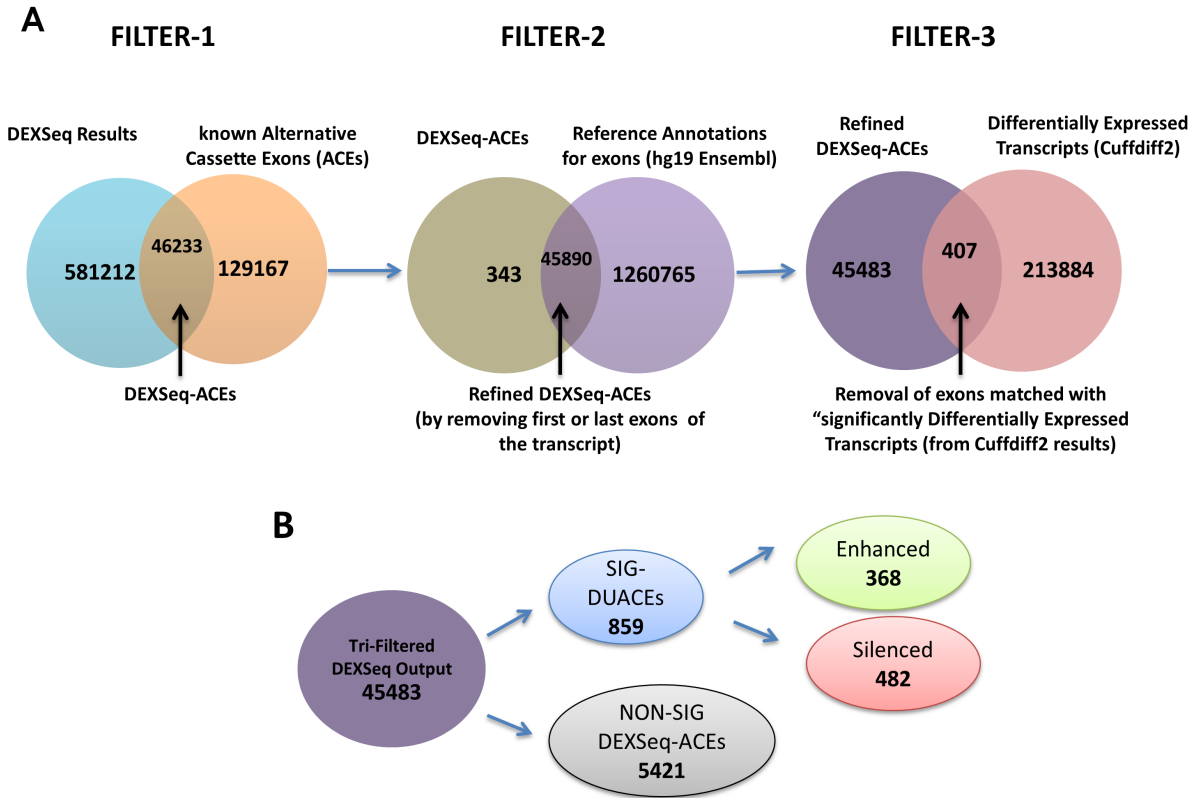 A
FILTER-1
FILTER-2
FILTER-3
DEXSeq Results
known Alternative
Cassette Exons (ACEs)
581212
46233
129167
DEXSeq-ACEs
DEXSeq-ACEs
Reference Annotations
for exons (hg19 Ensembl)
343
45890
1260765
Refined DEXSeq-ACEs
(by removing first or last exons of
the transcript)
Refined
DEXSeq-ACEs
Differentially Expressed
Transcripts (Cuffdiff2)
45483
407
213884
Removal of exons matched with
“significantly Differentially Expressed
Transcripts (from Cuffdiff2 results)
B
Tri-Filtered
DEXSeq Output
45483
SIG-
DUACEs
859
Enhanced
368
Silenced
482
NON-SIG
DEXSeq-ACEs
5421